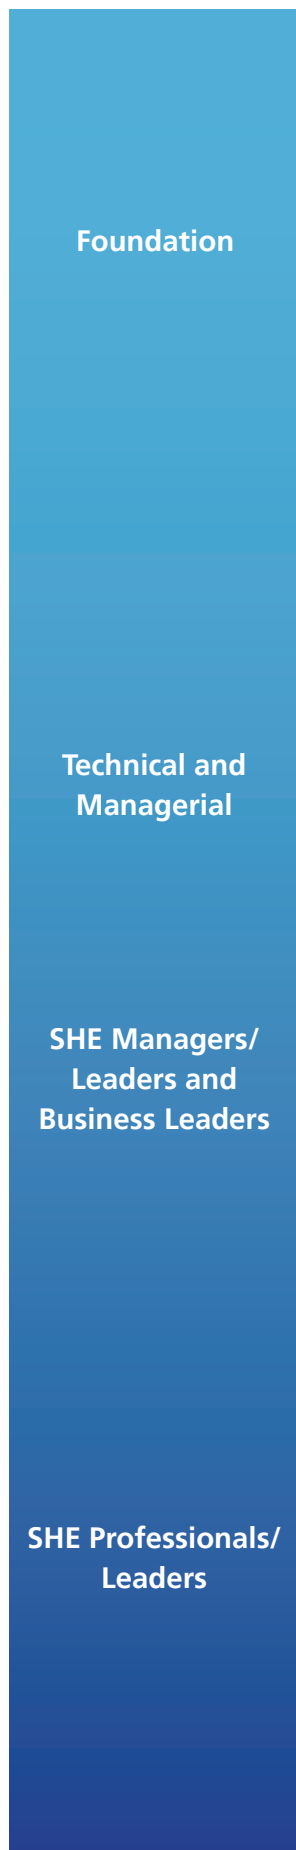 Foundation
Technical and
Managerial
SHE Managers/
Leaders and
Business Leaders
SHE Professionals/
Leaders